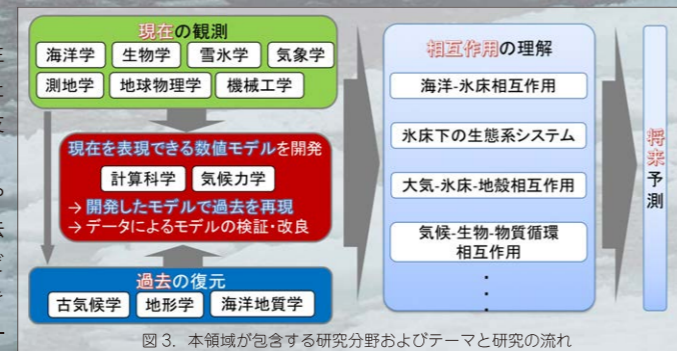 現在の観測
海洋学 生物学 雪氷学 気象学
測地学 地球物理学 機械工学
現在を表現できる数値モデルを開発
計算科学 気候力学
→ 開発したモデルで過去を再現
→ データによるモデルの検証・改良
過去の復元
古気候学 地形学 海洋地質学
相互作用の理解
海洋-氷床相互作用
氷床下の生態系システム
大気-氷床-地殻相互作用
気候-生物-物質循環
相互作用
・
・
・
将来予測
図 3. 本領域が包含する研究分野およびテーマと研究の流れ